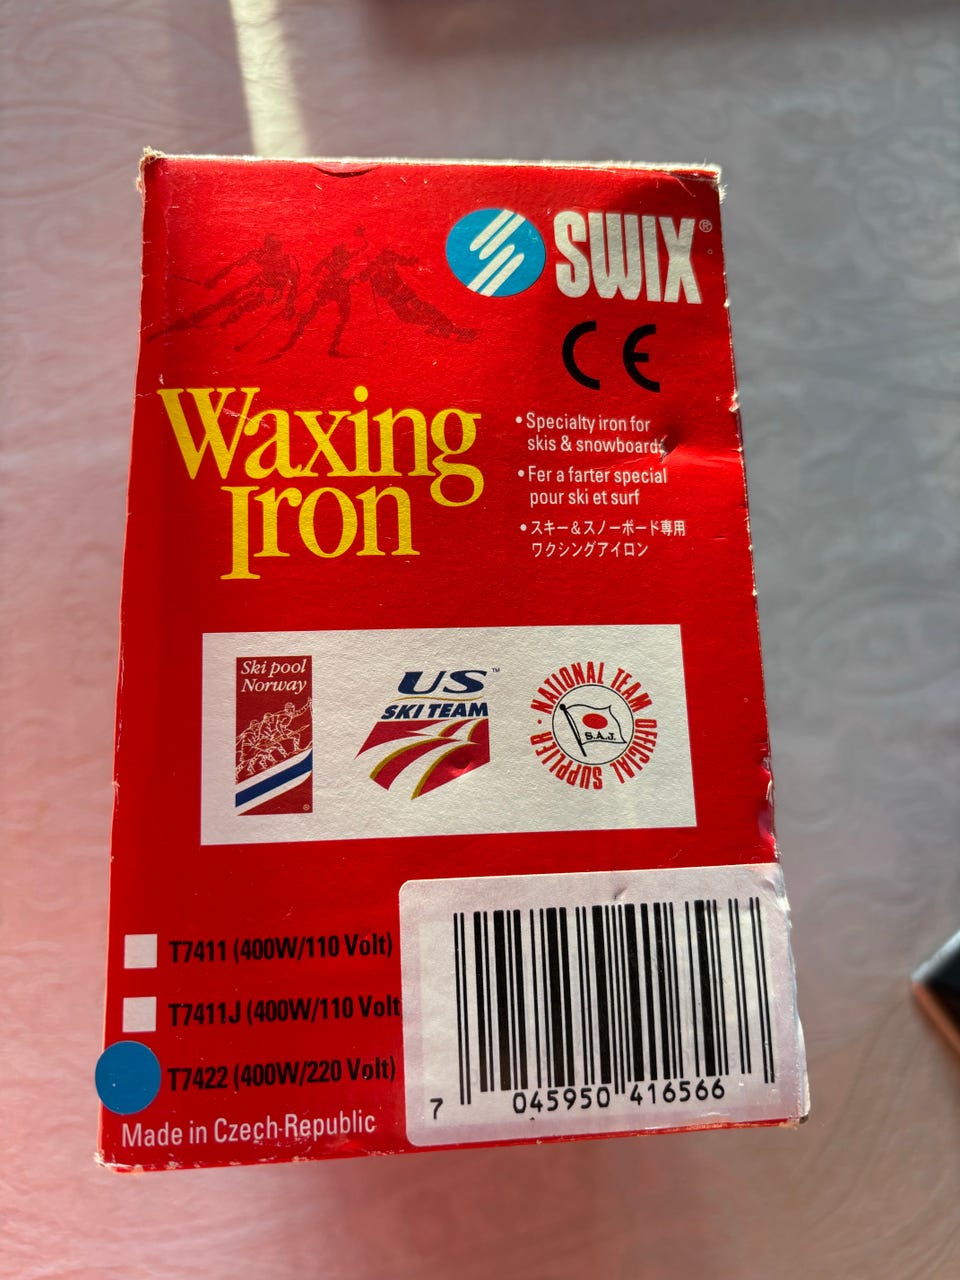 SWIX®
CE
Waxing
Iron
• Specialty iron for
skis & snowboards
• Fer a farter special
pour ski et surf
• スキー&スノーボード専用
ワクシングアイロン
Ski pool
Norway
®
US™
SKI TEAM
NATIONAL TEAM OFFICIAL SUPPLIER
S.A.J.
T7411 (400W/110 Volt)
T7411J (400W/110 Volt
T7422 (400W/220 Volt)
Made in Czech Republic
7 045950 416566